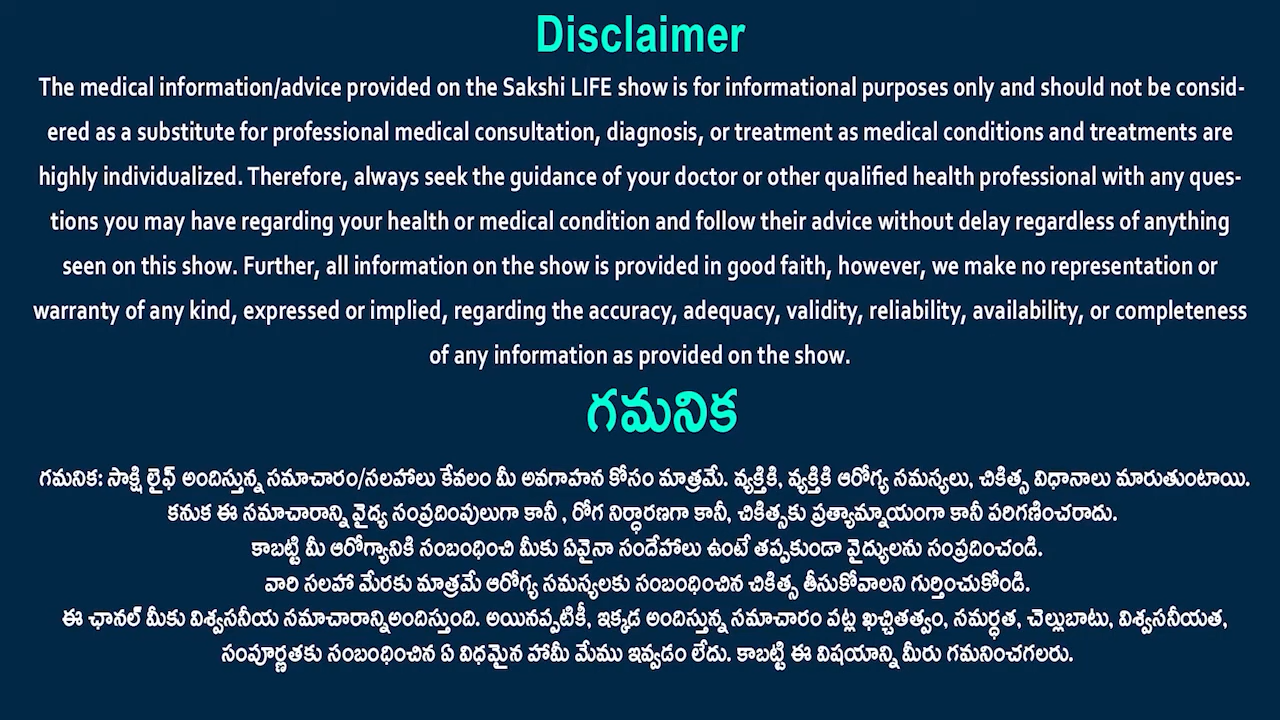 Disclaimer
The medical information/advice provided on the Sakshi LIFE show is for informational purposes only and should not be consid-
ered as a substitute for professional medical consultation, diagnosis, or treatment as medical conditions and treatments are
highly individualized. Therefore, always seek the guidance of your doctor or other qualified health professional with any ques-
tions you may have regarding your health or medical condition and follow their advice without delay regardless of anything
seen on this show. Further, all information on the show is provided in good faith, however, we make no representation or
warranty of any kind, expressed or implied, regarding the accuracy, adequacy, validity, reliability, availability, or completeness
of any information as provided on the show.
గమనిక
గమనిక: సాక్షి లైఫ్ అందిస్తున్న సమాచారం/సలహాలు కేవలం మీ అవగాహన కోసం మాత్రమే. వ్యక్తికి, వ్యక్తికి ఆరోగ్య సమస్యలు, చికిత్స విధానాలు మారుతుంటాయి.
కనుక ఈ సమాచారాన్ని వైద్య సంప్రదింపులుగా కానీ , రోగ నిర్ధారణగా కానీ, చికిత్సకు ప్రత్యామ్నాయంగా కానీ పరిగణించరాదు.
కాబట్టి మీ ఆరోగ్యానికి సంబంధించి మీకు ఏవైనా సందేహాలు ఉంటే తప్పకుండా వైద్యులను సంప్రదించండి.
వారి సలహా మేరకు మాత్రమే ఆరోగ్య సమస్యలకు సంబంధించిన చికిత్స తీసుకోవాలని గుర్తించుకోండి.
ఈ ఛానల్ మీకు విశ్వసనీయ సమాచారాన్నిఅందిస్తుంది. అయినప్పటికీ, ఇక్కడ అందిస్తున్న సమాచారం పట్ల ఖచ్చితత్వం, సమర్ధత, చెల్లుబాటు, విశ్వసనీయత,
సంపూర్ణతకు సంబంధించిన ఏ విధమైన హామీ మేము ఇవ్వడం లేదు. కాబట్టి ఈ విషయాన్ని మీరు గమనించగలరు.